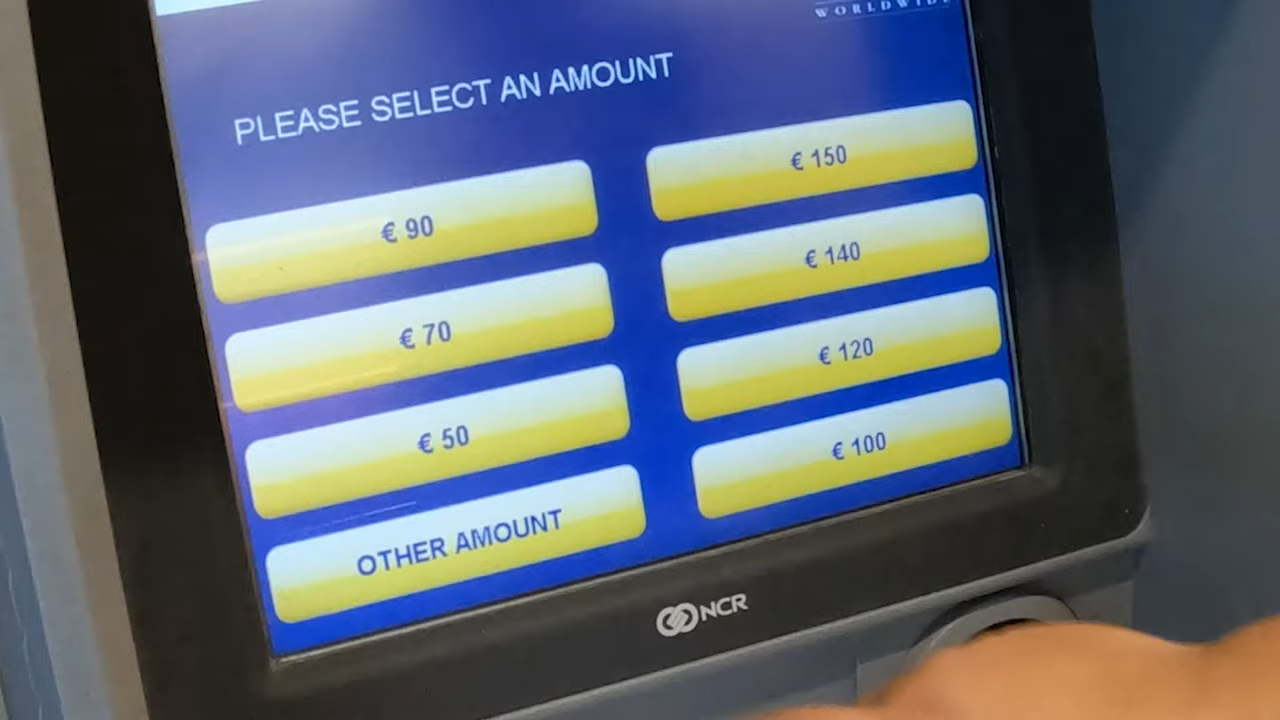 WORLDWIDE
PLEASE SELECT AN AMOUNT
€ 90
€ 150
€ 70
€ 140
€ 50
€ 120
OTHER AMOUNT
€ 100
NCR